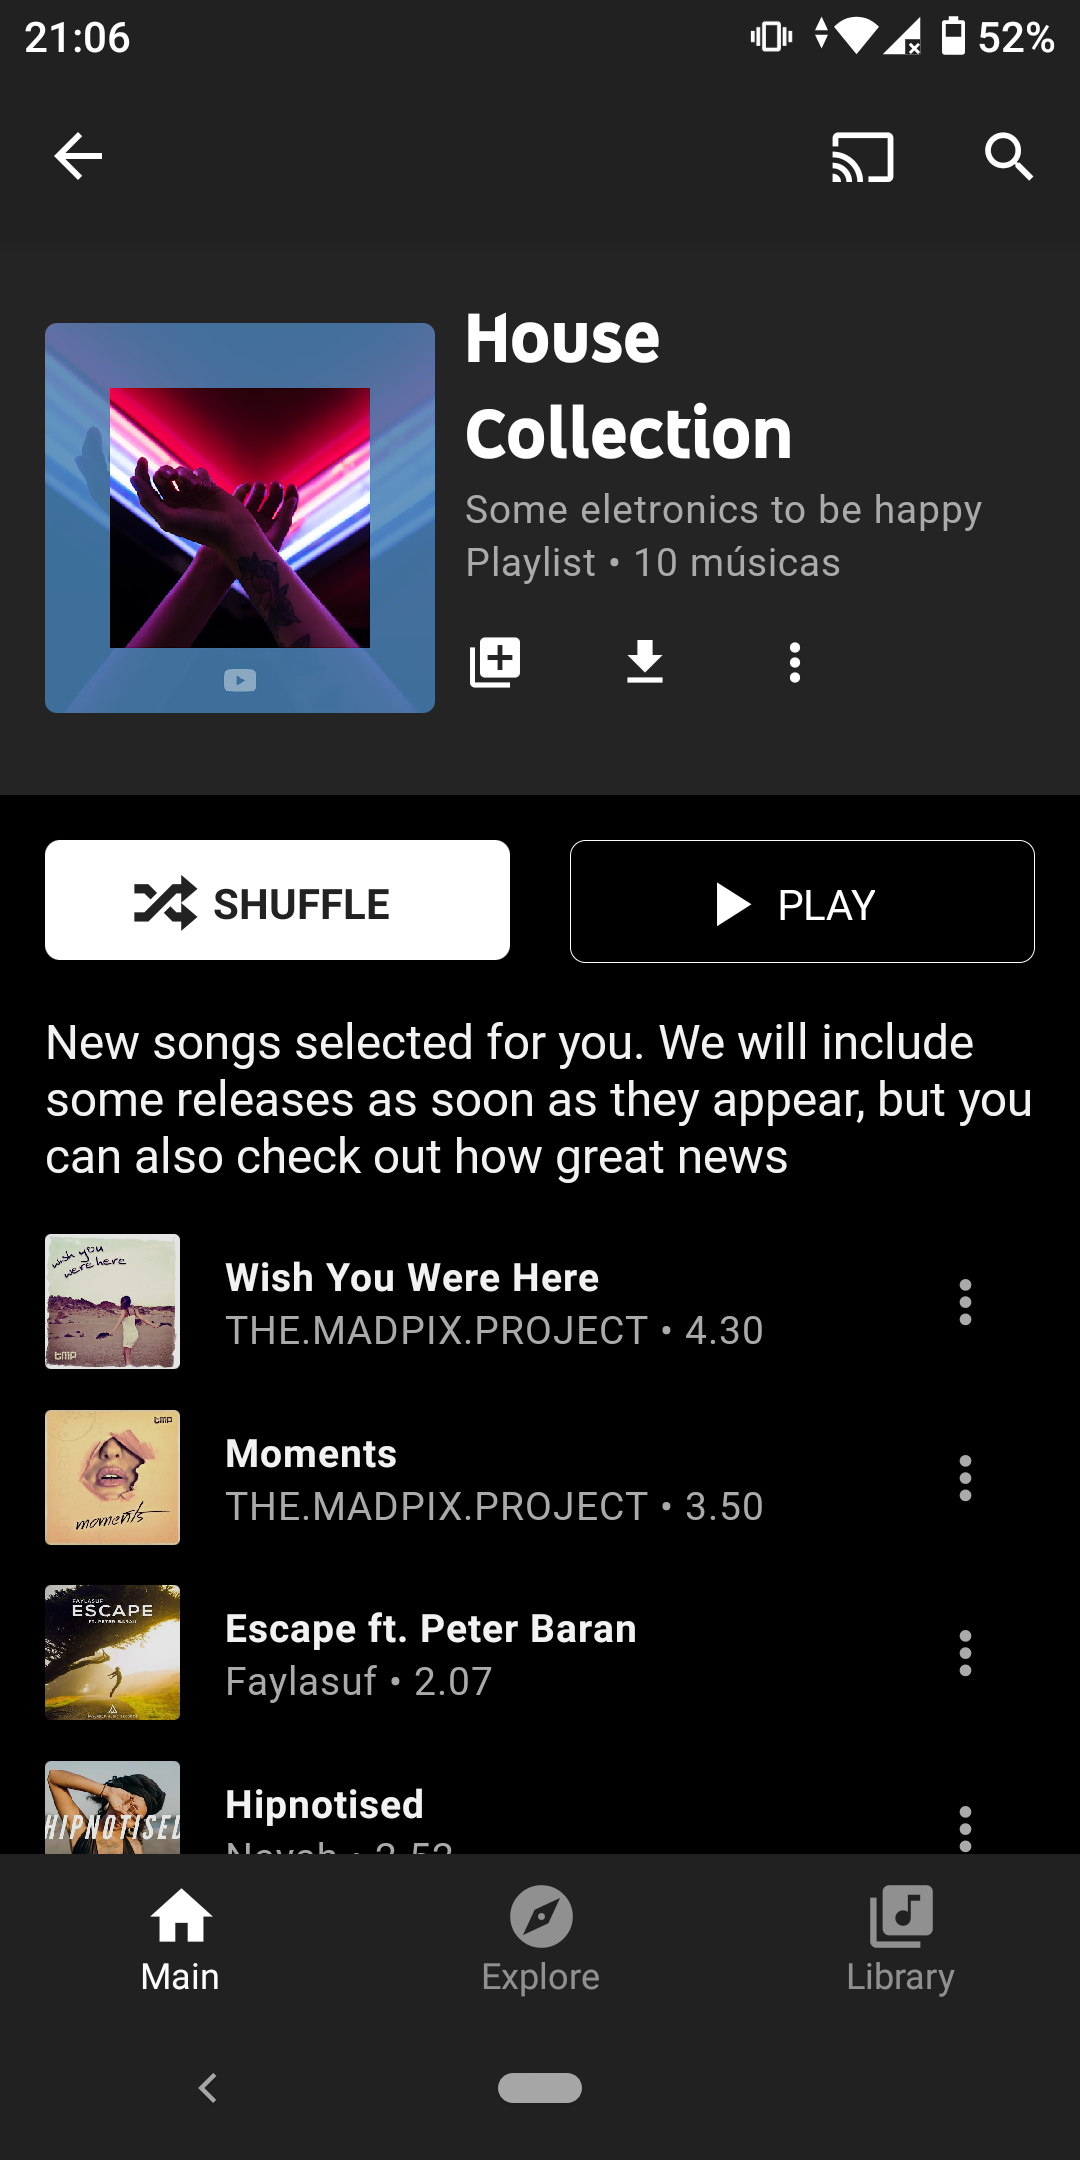 21:06
52%
House
Collection
Some eletronics to be happy
Playlist • 10 músicas
SHUFFLE
PLAY
New songs selected for you. We will include
some releases as soon as they appear, but you
can also check out how great news
wish you
were here
tmp
Wish You Were Here
THE.MADPIX.PROJECT • 4.30
tmp
moments
Moments
THE.MADPIX.PROJECT • 3.50
FAYLASUF
ESCAPE
FT. PETER BARAN
Escape ft. Peter Baran
Faylasuf • 2.07
HIPNOTISED
Hipnotised
Main
Explore
Library